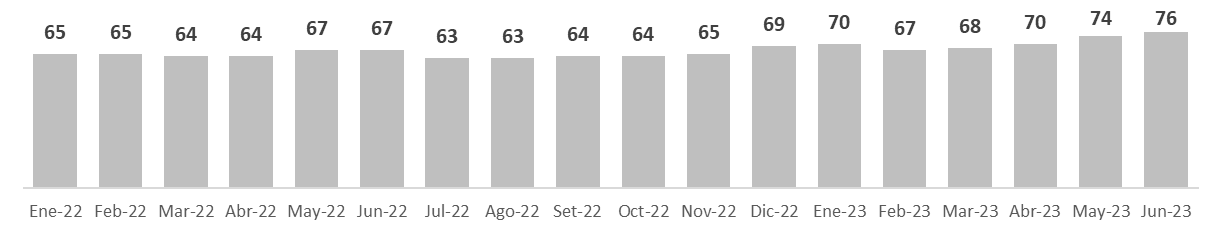 65 65 64 64 67 67 63 63 64 64 65 69 70 67 68 70 74 76
Ene-22 Feb-22 Mar-22 Abr-22 May-22 Jun-22 Jul-22 Ago-22 Set-22 Oct-22 Nov-22 Dic-22 Ene-23 Feb-23 Mar-23 Abr-23 May-23 Jun-23